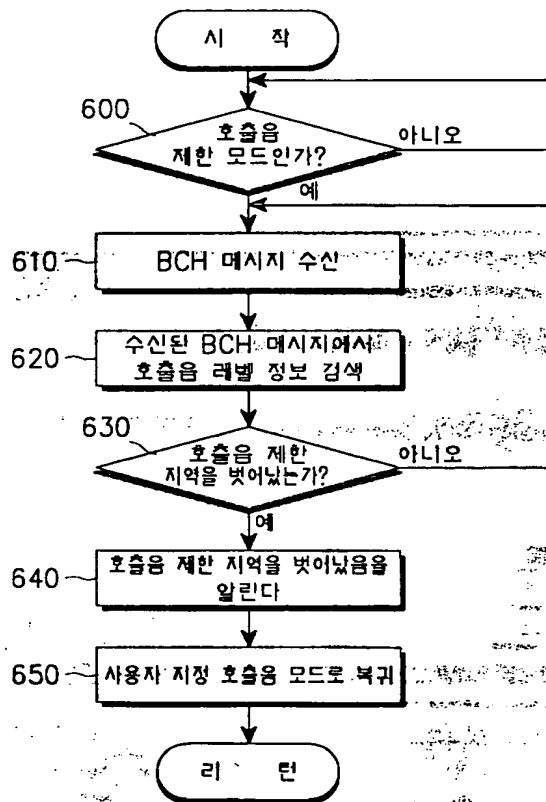 시 작
600
호출음
제한 모드인가?
아니오
예
610
BCH 메시지 수신
620
수신된 BCH 메시지에서
호출음 레벨 정보 검색
630
호출음 제한
지역을 벗어났는가?
아니오
예
640
호출음 제한 지역을 벗어났음을
알린다
650
사용자 지정 호출음 모드로 복귀
리 턴